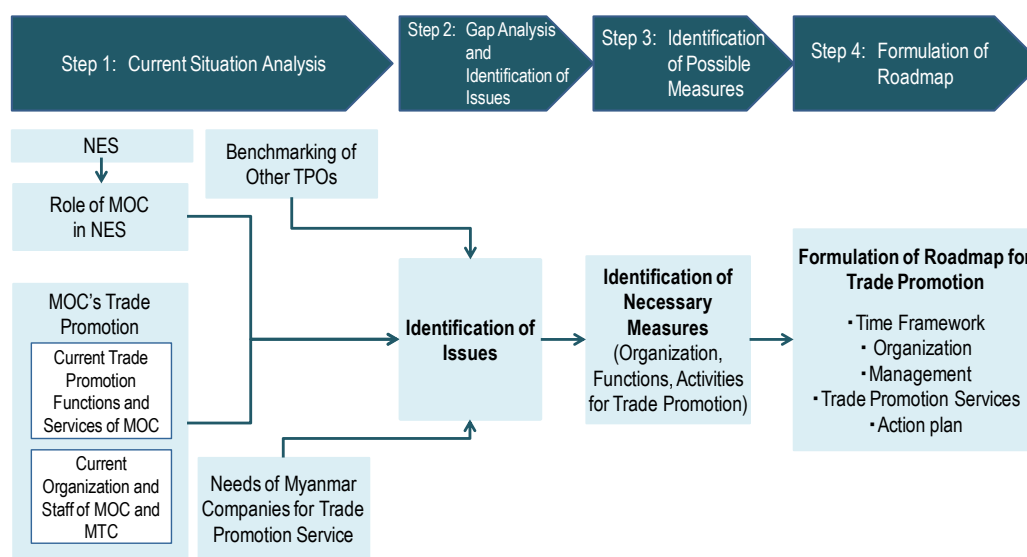 Step 1: Current Situation Analysis
Step 2: Gap Analysis
and
Identification of
Issues
Step 3: Identification
of Possible
Measures
Step 4: Formulation of
Roadmap
NES
Role of MOC
in NES
MOC's Trade
Promotion
Current Trade
Promotion
Functions and
Services of MOC
Current
Organization and
Staff of MOC and
MTC
Benchmarking of
Other TPOs
Needs of Myanmar
Companies for Trade
Promotion Service
Identification of
Issues
Identification of
Necessary
Measures
(Organization,
Functions, Activities
for Trade Promotion)
Formulation of Roadmap for
Trade Promotion
・Time Framework
・Organization
・Management
・Trade Promotion Services
・Action plan